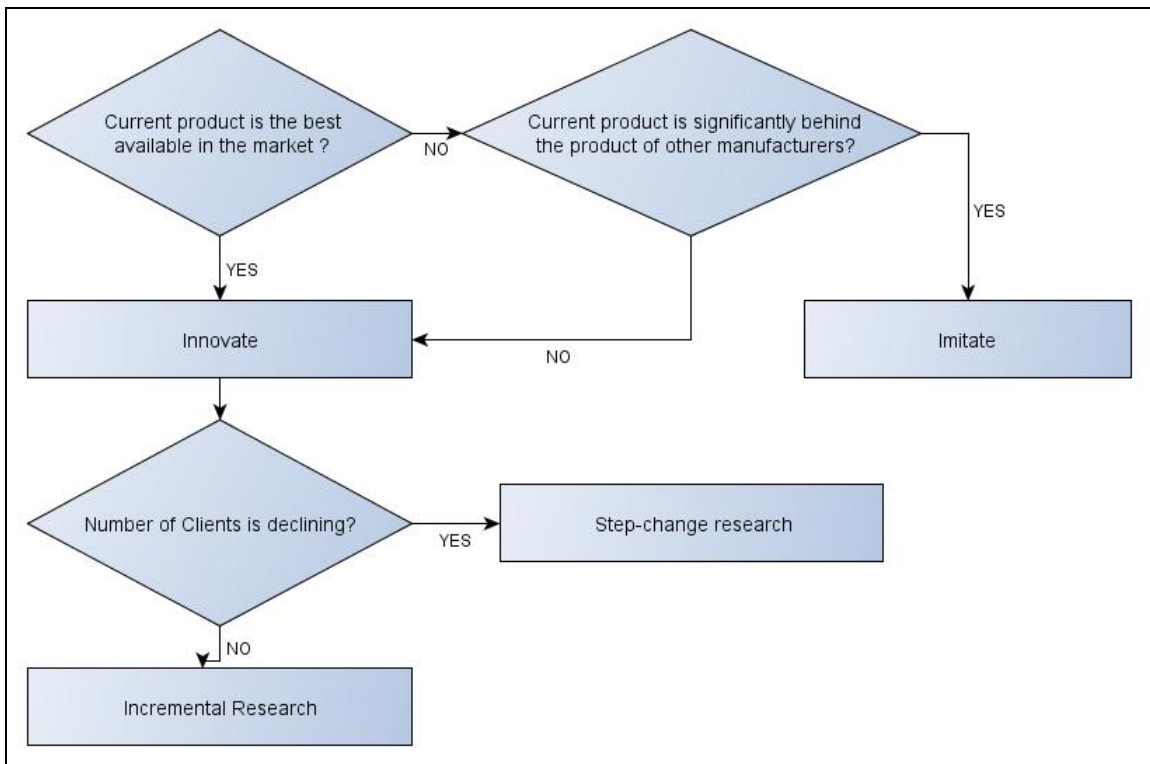 Current product is the best
available in the market ?
NO
Current product is significantly behind
the product of other manufacturers?
YES
YES
Innovate
NO
Imitate
Number of Clients is declining?
YES
Step-change research
NO
Incremental Research